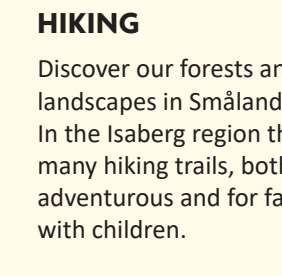 HIKING
Discover our forests
landscapes in Småland
In the Isaberg region
many hiking trails,
adventurous and for
with children.